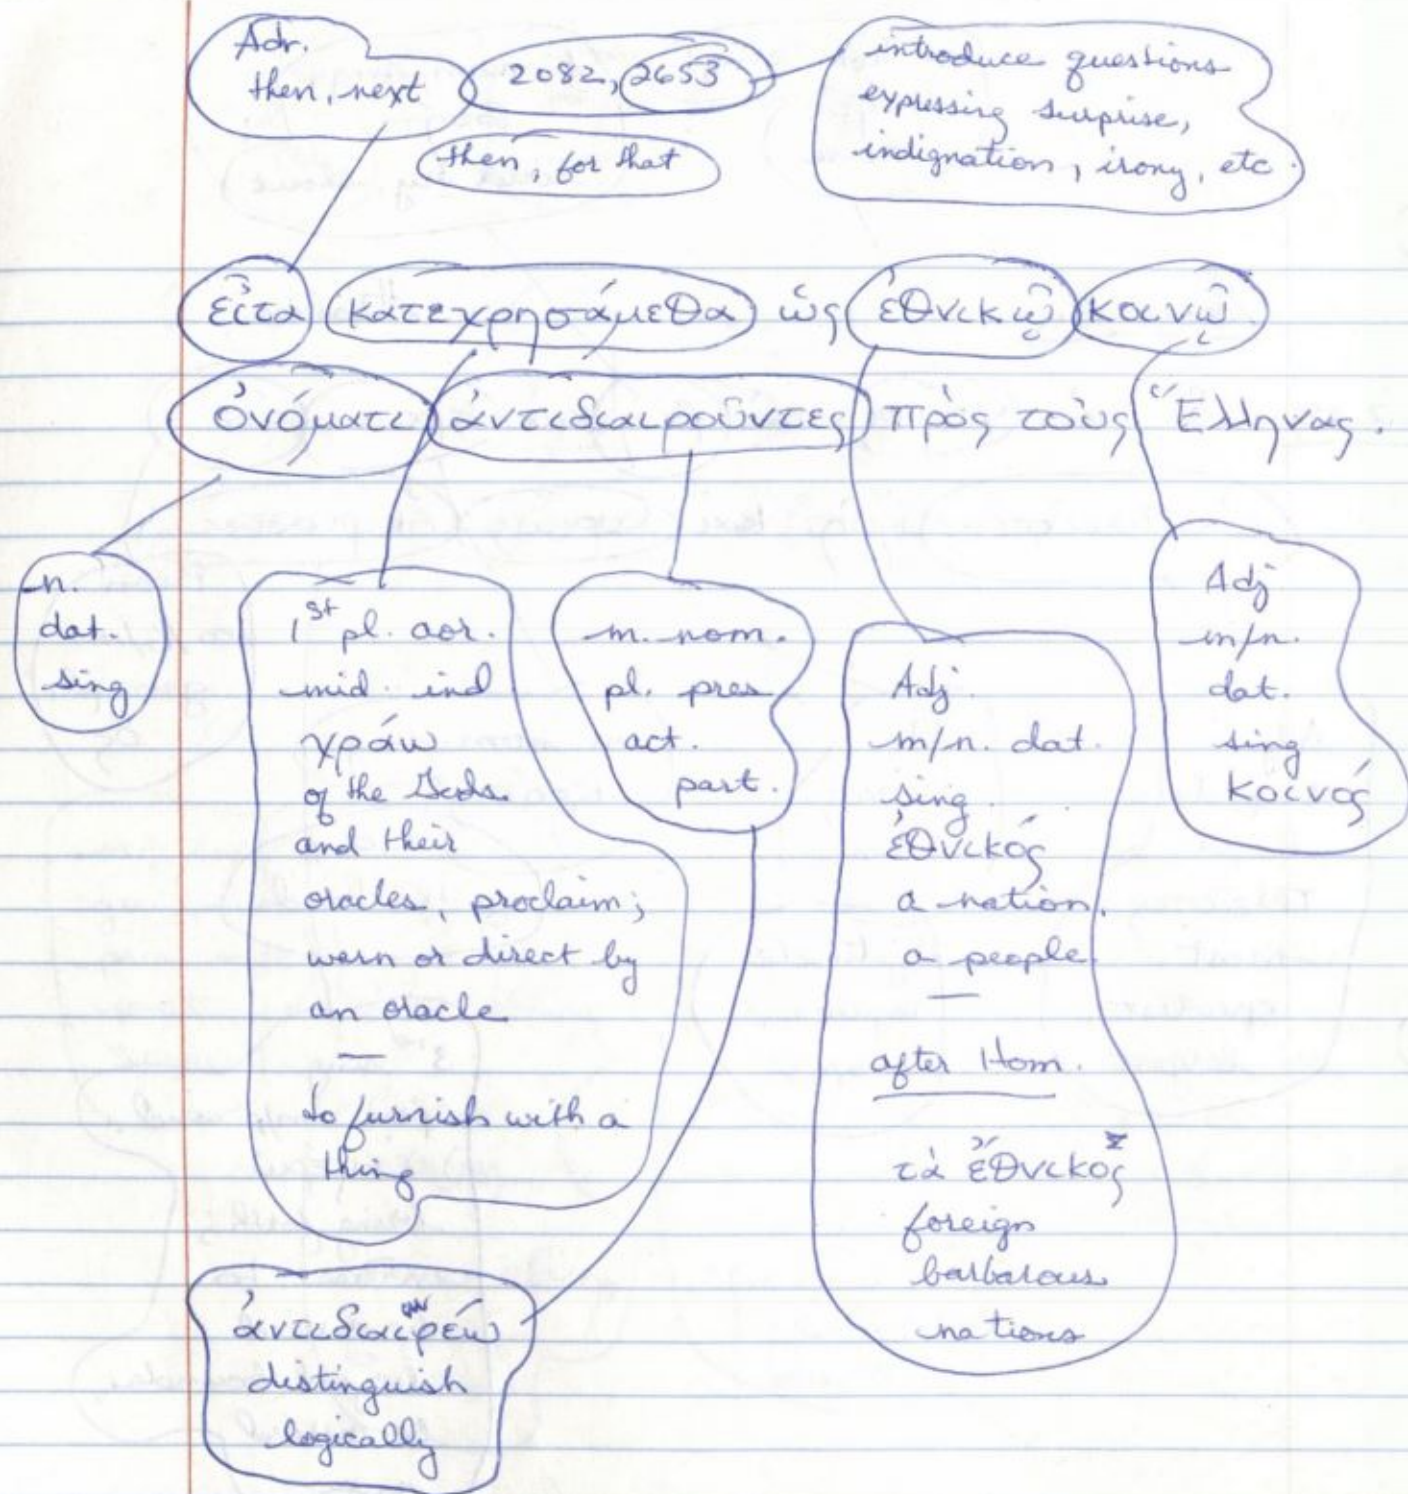 Adv.
then, next
2082, 2653
then, for that
introduce questions
expressing surprise,
indignation, irony, etc.
εἶτα κατεχρησάμεθα ὡς ἐθνικῷ κοινῷ
ὀνόματι ἀντιδιαιροῦντες πρὸς τοὺς Ἕλληνας.
n.
dat.
sing
1st pl. aor.
mid. ind
χράω
of the Gods
and their
oracles, proclaim;
warn or direct by
an oracle
—
to furnish with a
thing
m. nom.
pl. pres
act.
part.
Adj.
m/n. dat.
sing.
ἐθνικός
a nation,
a people
—
after Hom.
τὰ ἔθνικος
foreign
barbarous
nations
Adj
m/n.
dat.
sing
κοινός
ἀντιδιαιρέω
distinguish
logically